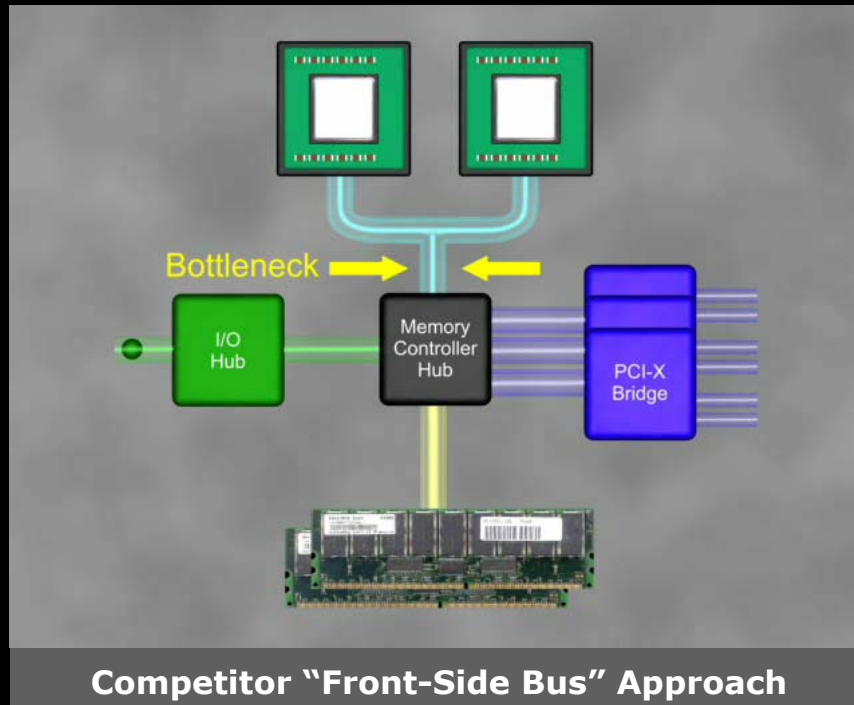 Bottleneck
I/O
Hub
Memory
Controller
Hub
PCI-X
Bridge
Competitor “Front-Side Bus” Approach